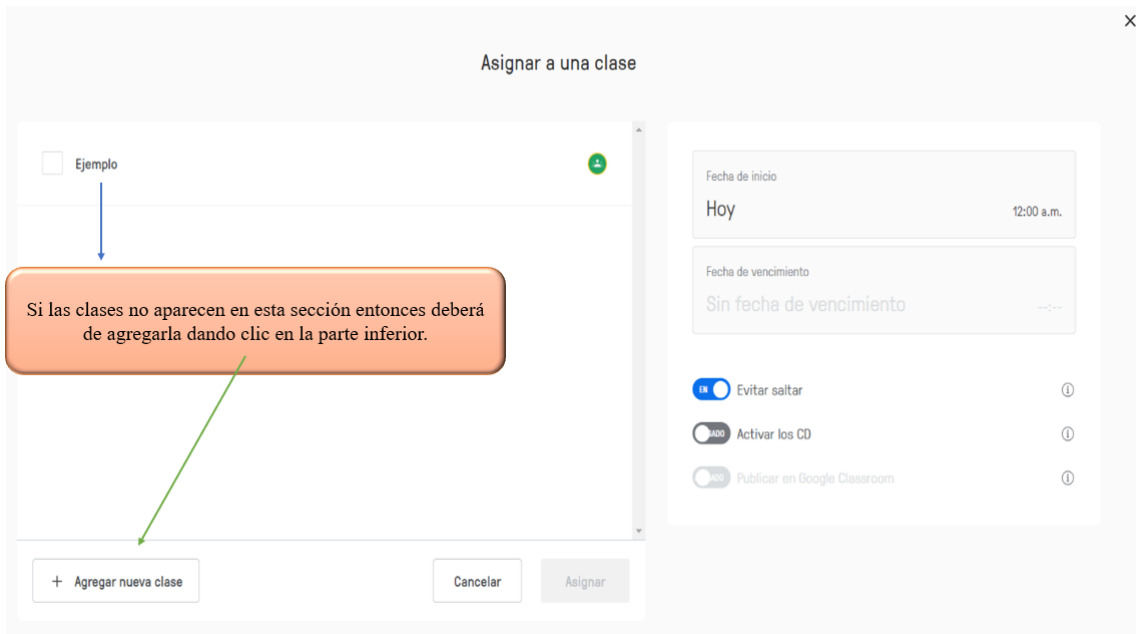 Asignar a una clase
Ejemplo
Si las clases no aparecen en esta sección entonces deberá
de agregarla dando clic en la parte inferior.
+ Agregar nueva clase
Cancelar
Asignar
Fecha de inicio
Hoy
12:00 a.m.
Fecha de vencimiento
Sin fecha de vencimiento
--:--
EN Evitar saltar
Activar los CD
Publicar en Google Classroom